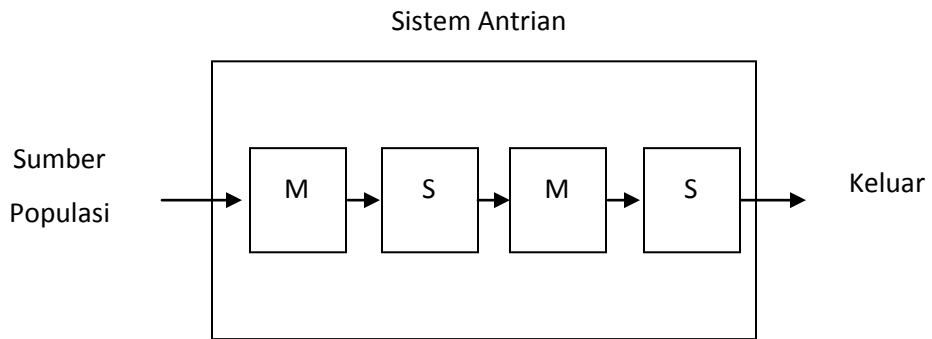 Sistem Antrian
Sumber
Populasi
M
S
M
S
Keluar